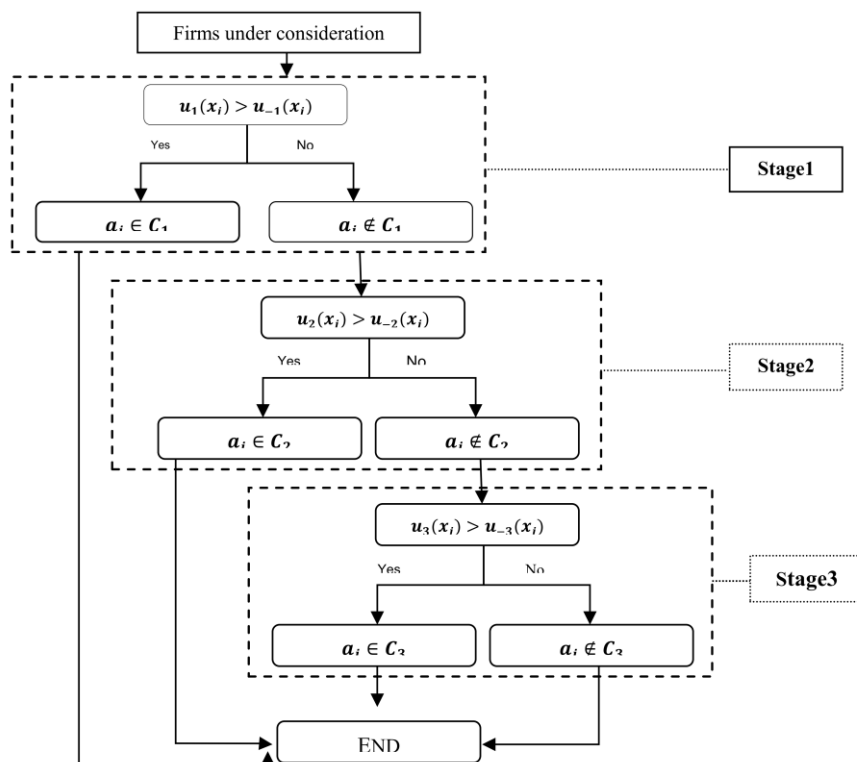 Firms under consideration
u₁(xᵢ) > u₋₁(xᵢ)
Yes
No
Stage1
aᵢ ∈ C₁
aᵢ ∉ C₁
u₂(xᵢ) > u₋₂(xᵢ)
Yes
No
Stage2
aᵢ ∈ C₂
aᵢ ∉ C₂
u₃(xᵢ) > u₋₃(xᵢ)
Yes
No
Stage3
aᵢ ∈ C₃
aᵢ ∉ C₃
END